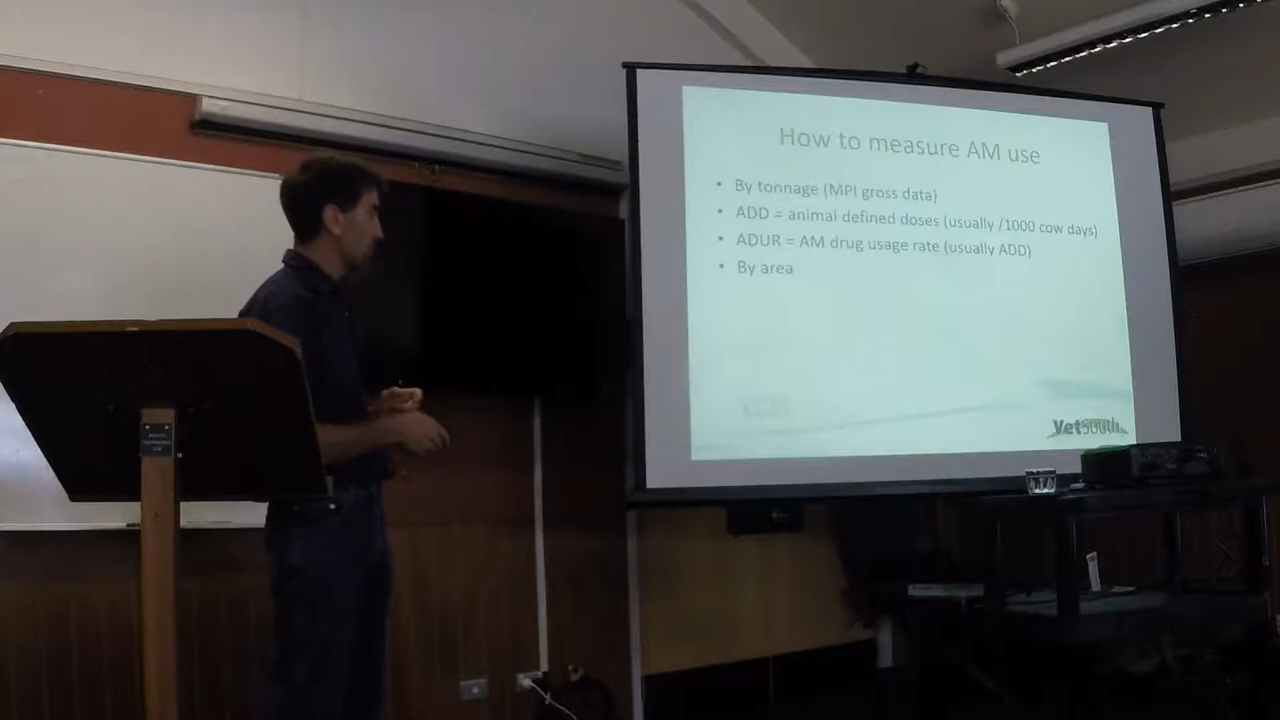 How to measure AM use
• By tonnage (MPI gross data)
• ADD = animal defined doses (usually /1000 cow days)
• ADUR = AM drug usage rate (usually ADD)
• By area
VetSouth